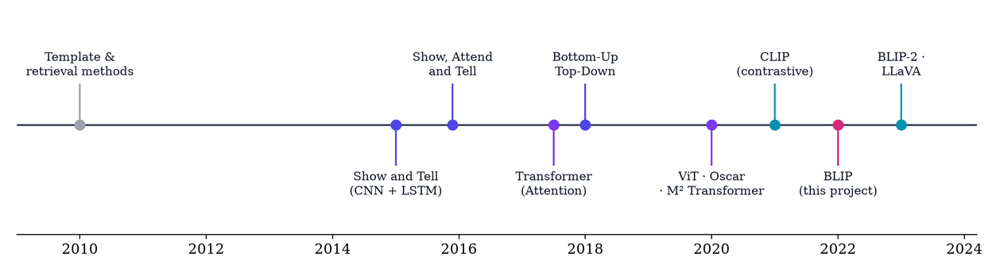 Template &
retrieval methods
Show, Attend
and Tell
Bottom-Up
Top-Down
CLIP
(contrastive)
BLIP-2 ·
LLaVA
Show and Tell
(CNN + LSTM)
Transformer
(Attention)
ViT · Oscar
· M² Transformer
BLIP
(this project)
2010 2012 2014 2016 2018 2020 2022 2024